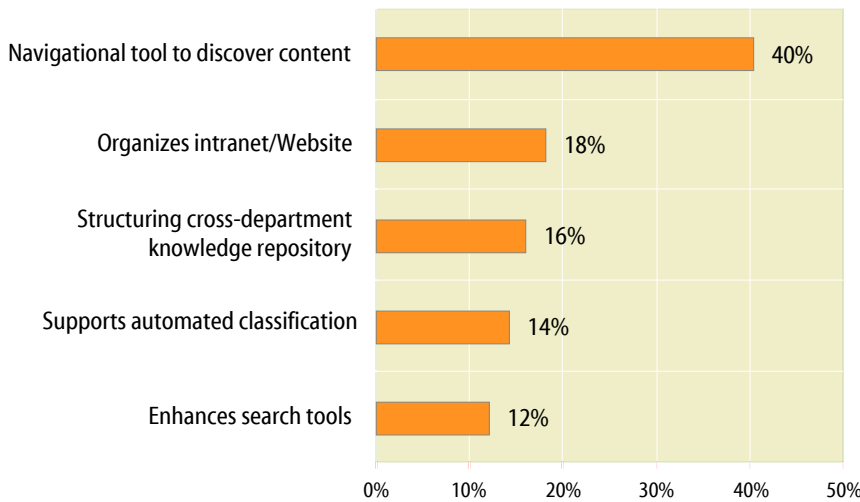 Navigational tool to discover content
40%
Organizes intranet/Website
18%
Structuring cross-department
knowledge repository
16%
Supports automated classification
14%
Enhances search tools
12%
0% 10% 20% 30% 40% 50%